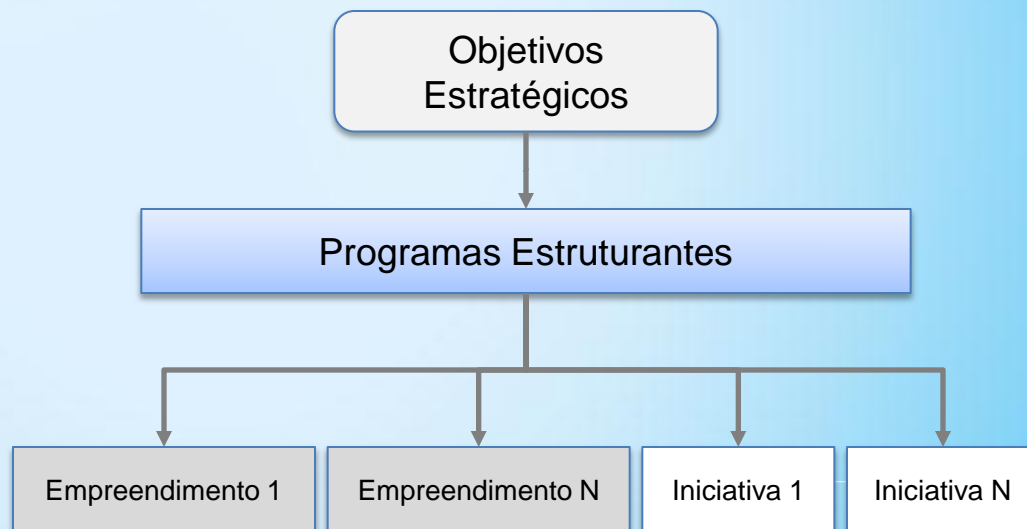 Objetivos
Estratégicos
Programas Estruturantes
Empreendimento 1
Empreendimento N
Iniciativa 1
Iniciativa N